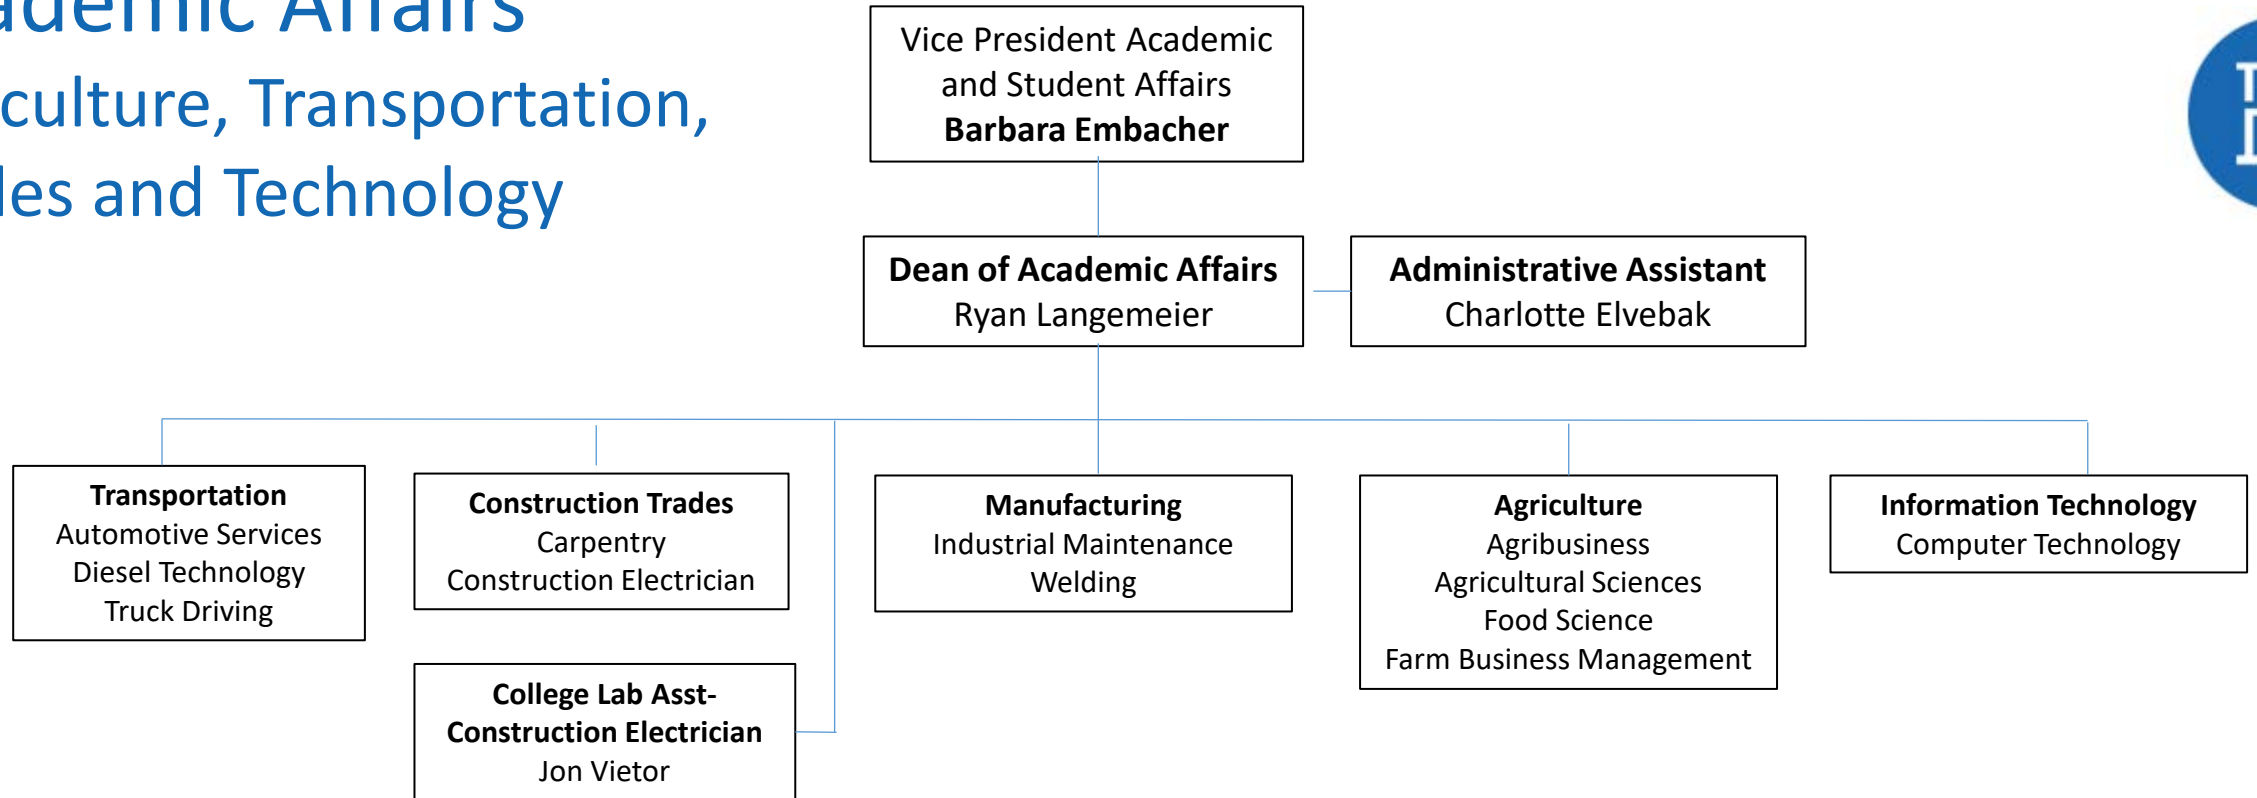 ademic Affairs
culture, Transportation,
les and Technology
Vice President Academic
and Student Affairs
Barbara Embacher
Dean of Academic Affairs
Ryan Langemeier
Administrative Assistant
Charlotte Elvebak
Transportation
Automotive Services
Diesel Technology
Truck Driving
Construction Trades
Carpentry
Construction Electrician
College Lab Asst-
Construction Electrician
Jon Vietor
Manufacturing
Industrial Maintenance
Welding
Agriculture
Agribusiness
Agricultural Sciences
Food Science
Farm Business Management
Information Technology
Computer Technology